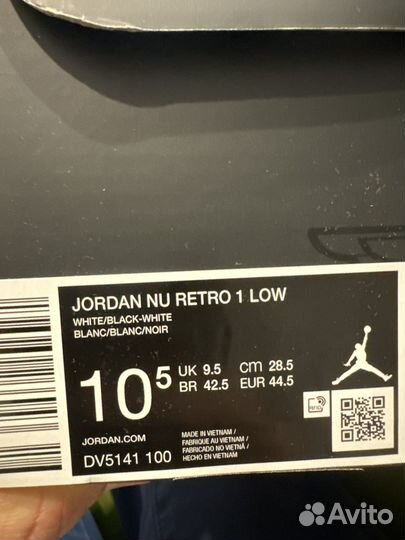 JORDAN NU RETRO 1 LOW
WHITE/BLACK-WHITE
BLANC/BLANC/NOIR
10⁵ UK 9.5 CM 28.5
BR 42.5 EUR 44.5
RFID
JORDAN.COM
DV5141 100
MADE IN VIETNAM /
FABRIQUE AU VIETNAM /
FABRICADO NO VIETNÃ /
HECHO EN VIETNAM
Avito